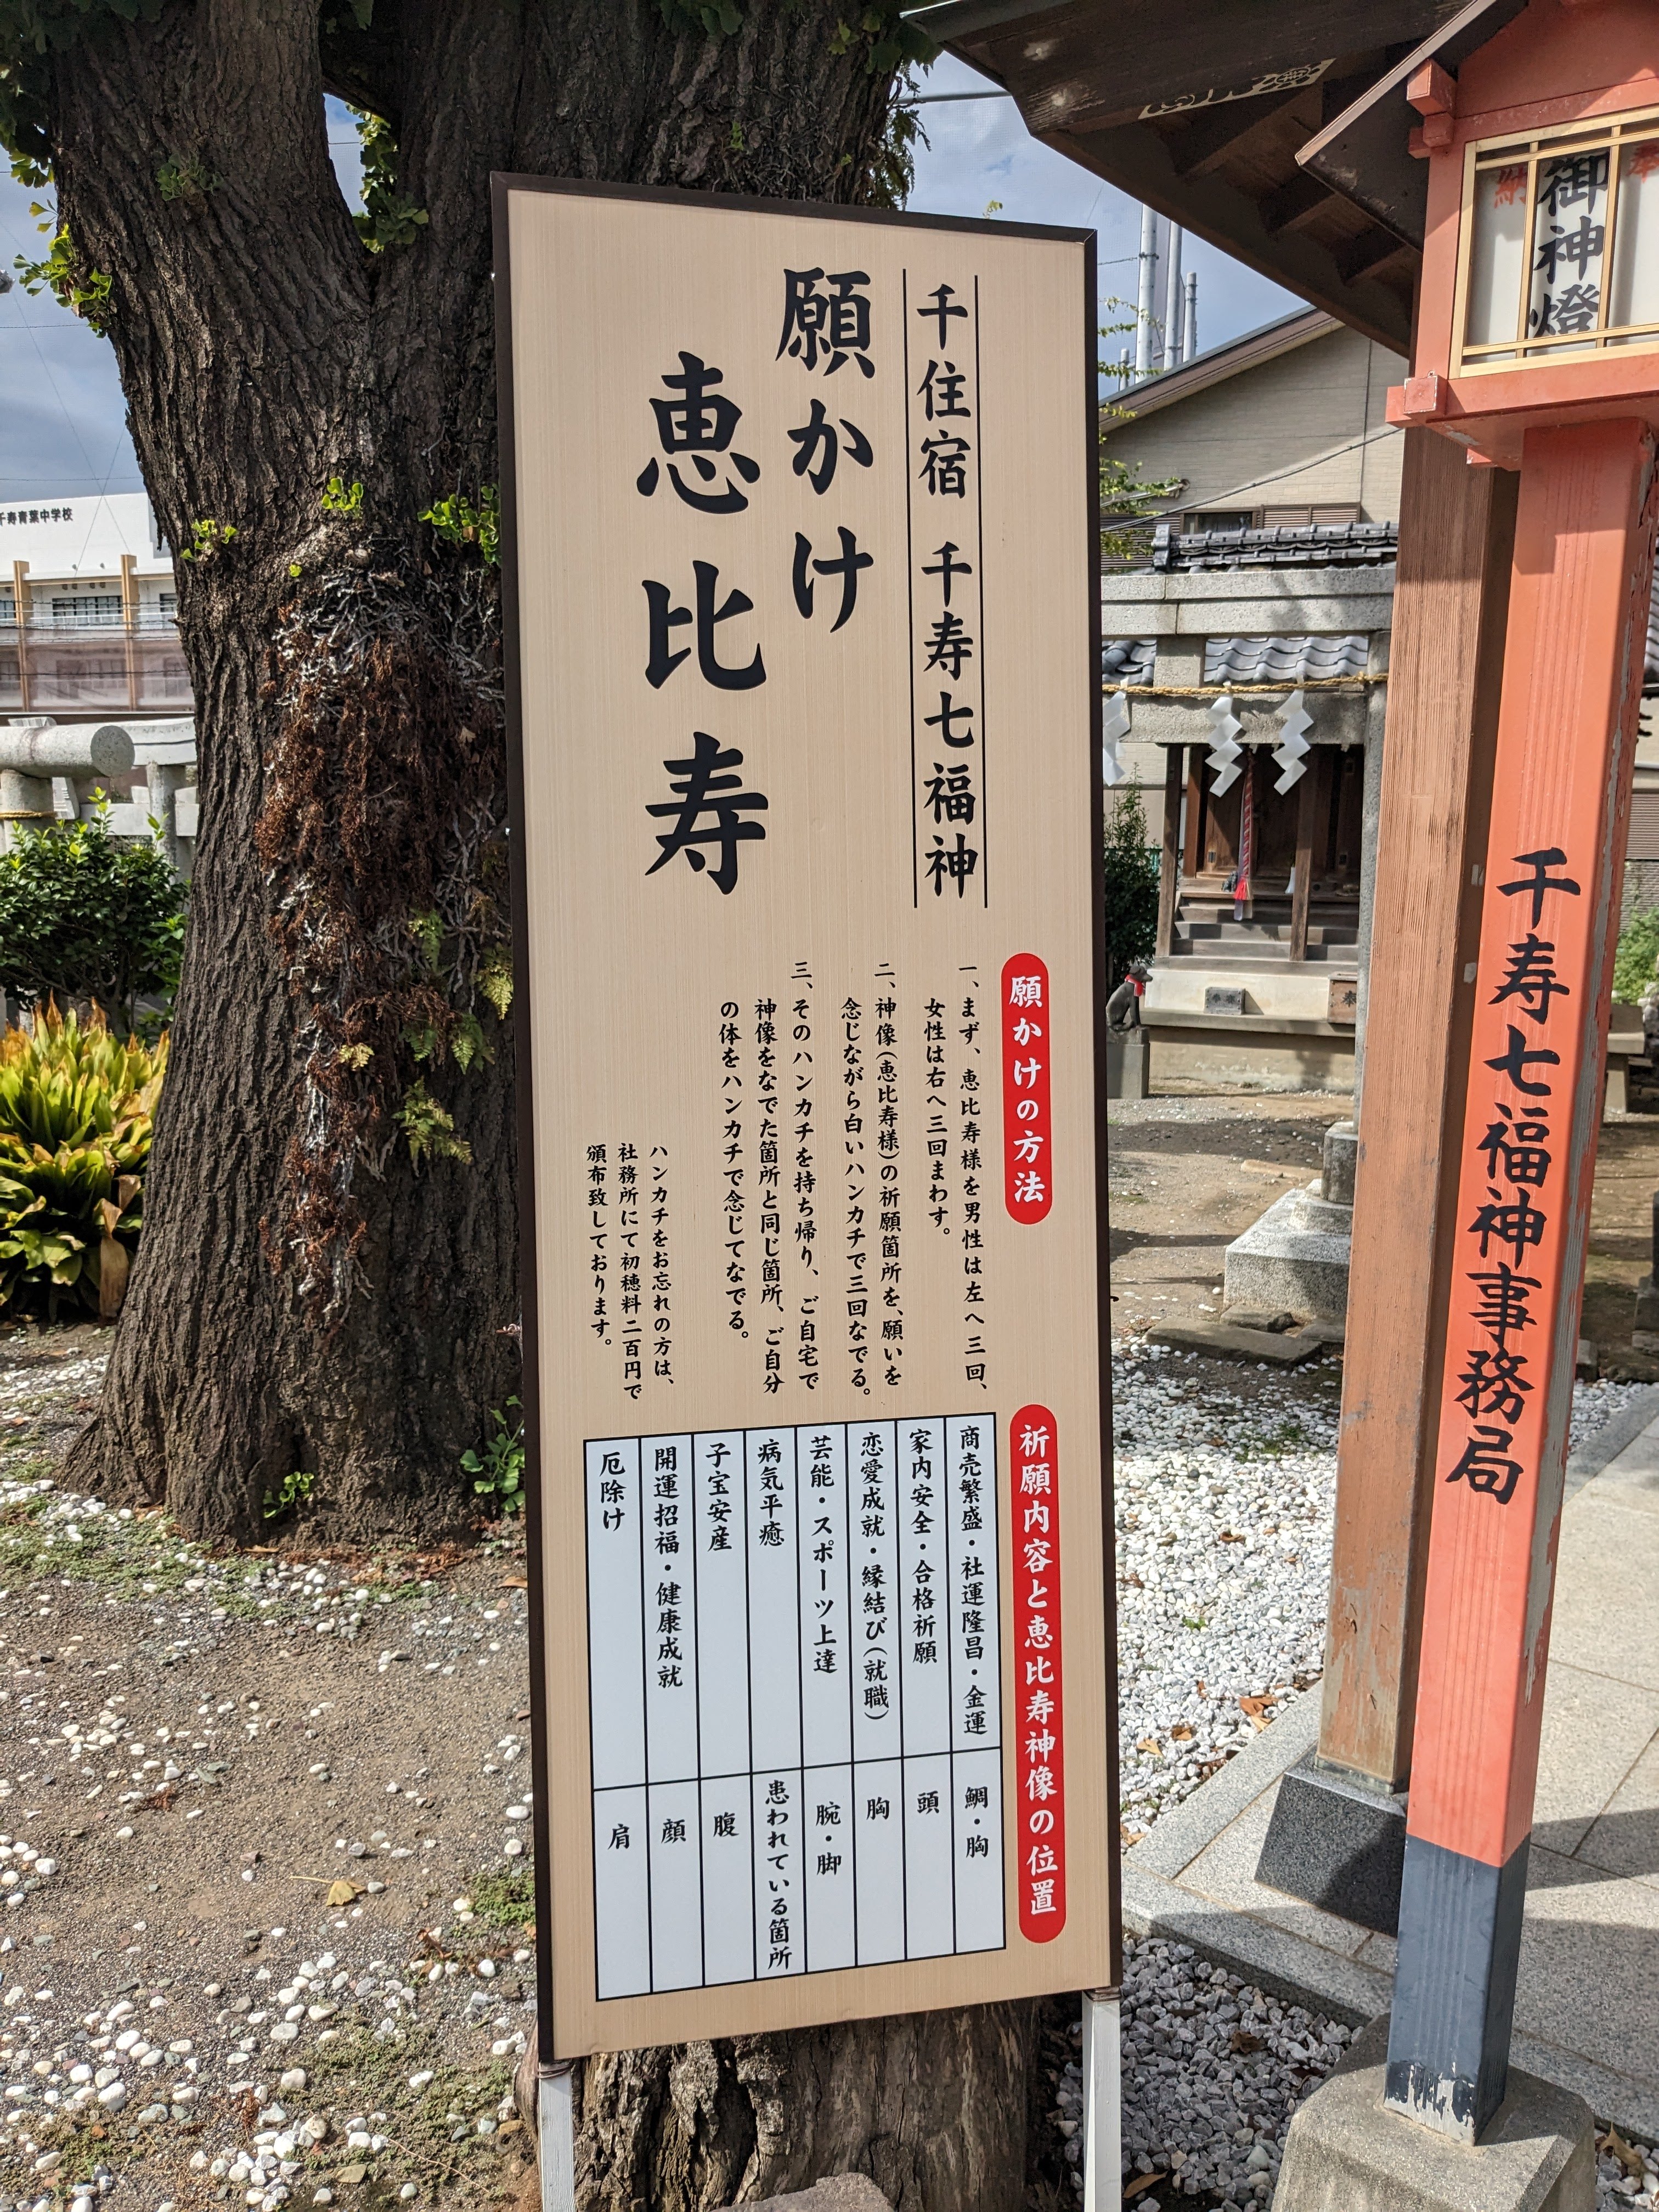 千住宿 千寿七福神
願かけ
恵比寿
願かけの方法
一、まず、恵比寿様を男性は左へ三回、
女性は右へ三回まわす。
二、神像(恵比寿様)の祈願箇所を、願いを
念じながら白いハンカチで三回なでる。
三、そのハンカチを持ち帰り、ご自宅で
神像をなでた箇所と同じ箇所、ご自分
の体をハンカチで念じてなでる。
ハンカチをお忘れの方は、
社務所にて初穂料二百円で
頒布致しております。
祈願内容と恵比寿神像の位置
商売繁盛・社運隆昌・金運 鯛・胸
家内安全・合格祈願 頭
恋愛成就・縁結び(就職) 胸
芸能・スポーツ上達 腕・脚
病気平癒 患われている箇所
子宝安産 腹
開運招福・健康成就 顔
厄除け 肩
御神燈
千寿七福神事務局
千寿青葉中学校